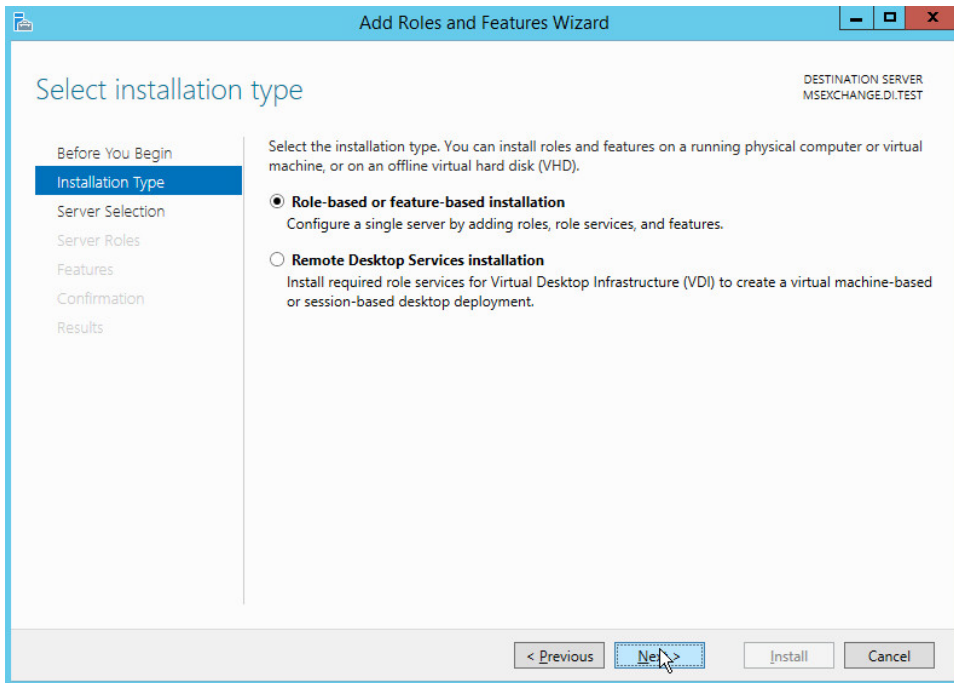 Add Roles and Features Wizard
Select installation type
DESTINATION SERVER
MSEXCHANGE.DI.TEST
Before You Begin
Installation Type
Server Selection
Server Roles
Features
Confirmation
Results
Select the installation type. You can install roles and features on a running physical computer or virtual
machine, or on an offline virtual hard disk (VHD).
Role-based or feature-based installation
Configure a single server by adding roles, role services, and features.
Remote Desktop Services installation
Install required role services for Virtual Desktop Infrastructure (VDI) to create a virtual machine-based
or session-based desktop deployment.
< Previous
Next >
Install
Cancel